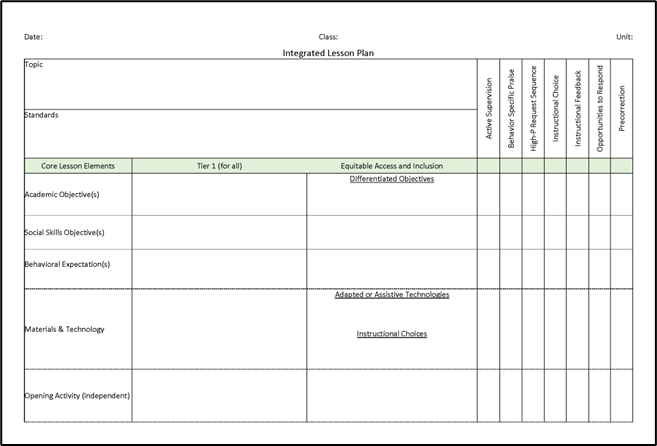 Date: Class: Unit:
Integrated Lesson Plan
Topic
Standards
Active Supervision
Behavior Specific Praise
High-P Request Sequence
Instructional Choice
Instructional Feedback
Opportunities to Respond
Precorrection
Core Lesson Elements Tier 1 (for all) Equitable Access and Inclusion
Differentiated Objectives
Academic Objective(s)
Social Skills Objective(s)
Behavioral Expectation(s)
Adapted or Assistive Technologies
Materials & Technology
Instructional Choices
Opening Activity (independent)